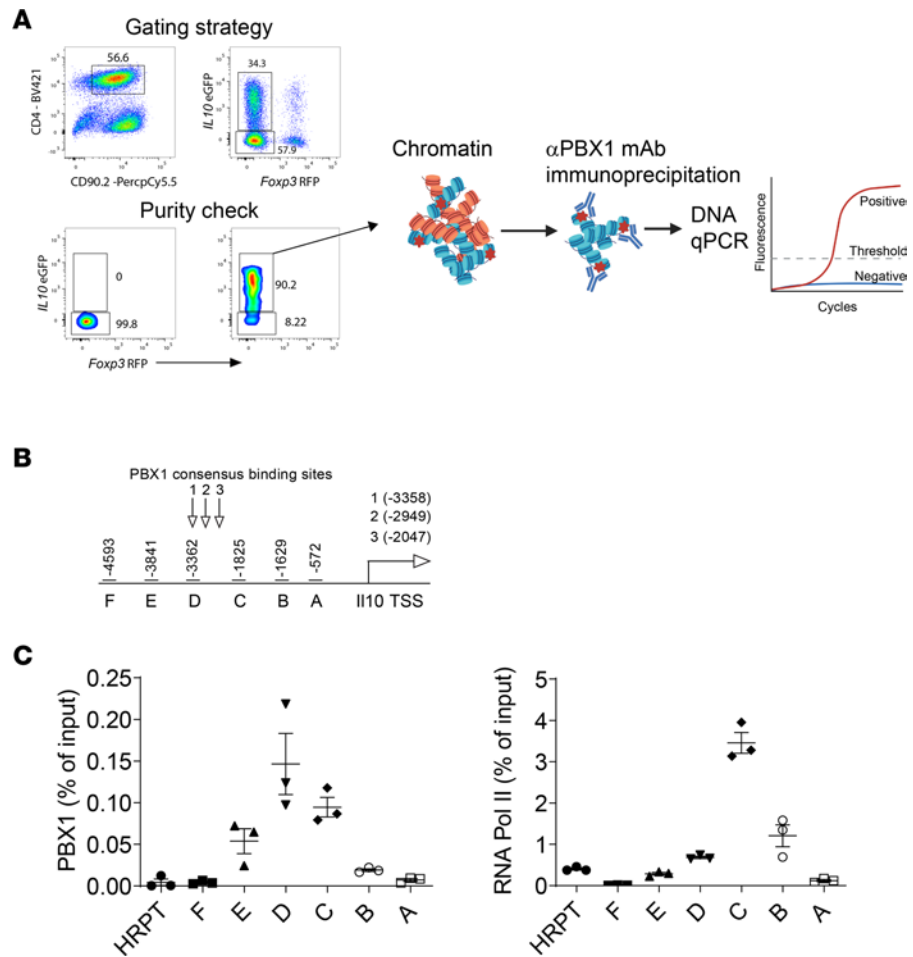 A
Gating strategy
56.6
CD4 - BV421
CD90.2 -PercpCy5.5
34.3
57.9
IL10 eGFP
Foxp3 RFP
Purity check
0
99.8
IL10 eGFP
Foxp3 RFP
90.2
8.22
Chromatin
αPBX1 mAb
immunoprecipitation
DNA
qPCR
Fluorescence
Positive
Threshold
Negative
Cycles
B
PBX1 consensus binding sites
1 2 3
1 (-3358)
2 (-2949)
3 (-2047)
-4593 -3841 -3362 -1825 -1629 -572
F E D C B A Il10 TSS
C
PBX1 (% of input)
0.25
0.20
0.15
0.10
0.05
0.00
HRPT F E D C B A
RNA Pol II (% of input)
5
4
3
2
1
0
HRPT F E D C B A